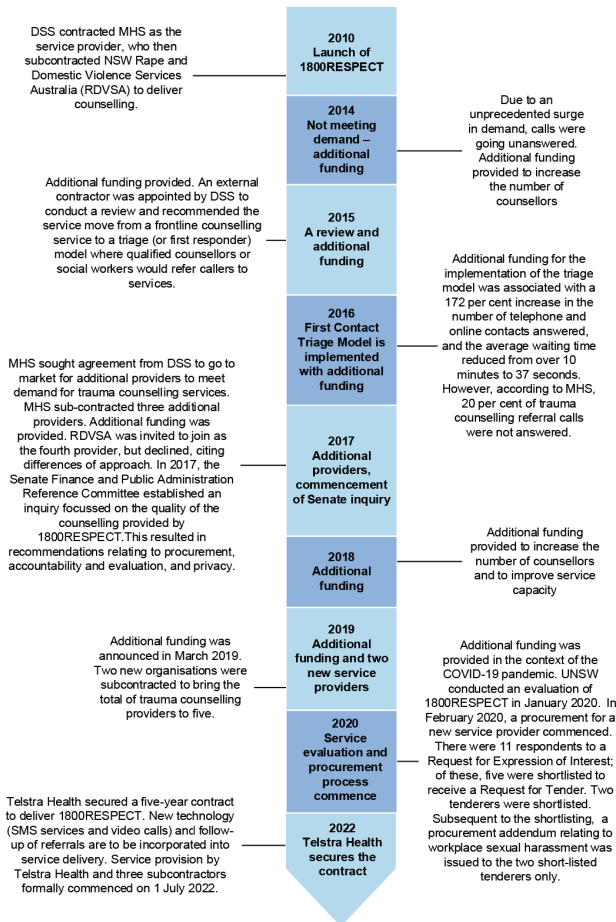 DSS contracted MHS as the
service provider, who then
subcontracted NSW Rape and
Domestic Violence Services
Australia (RDVSA) to deliver
counselling.
2010
Launch of
1800RESPECT
2014
Not meeting
demand –
additional
funding
Due to an
unprecedented surge
in demand, calls were
going unanswered.
Additional funding
provided to increase
the number of
counsellors
Additional funding provided. An external
contractor was appointed by DSS to
conduct a review and recommended the
service move from a frontline counselling
service to a triage (or first responder)
model where qualified counsellors or
social workers would refer callers to
services.
2015
A review and
additional
funding
2016
First Contact
Triage Model is
implemented
with additional
funding
Additional funding for the
implementation of the triage
model was associated with a
172 per cent increase in the
number of telephone and
online contacts answered,
and the average waiting time
reduced from over 10
minutes to 37 seconds.
However, according to MHS,
20 per cent of trauma
counselling referral calls
were not answered.
MHS sought agreement from DSS to go to
market for additional providers to meet
demand for trauma counselling services.
MHS sub-contracted three additional
providers. Additional funding was
provided. RDVSA was invited to join as
the fourth provider, but declined, citing
differences of approach. In 2017, the
Senate Finance and Public Administration
Reference Committee established an
inquiry focussed on the quality of the
counselling provided by
1800RESPECT.This resulted in
recommendations relating to procurement,
accountability and evaluation, and privacy.
2017
Additional
providers,
commencement
of Senate inquiry
2018
Additional
funding
Additional funding
provided to increase the
number of counsellors
and to improve service
capacity
Additional funding was
announced in March 2019.
Two new organisations were
subcontracted to bring the
total of trauma counselling
providers to five.
2019
Additional
funding and two
new service
providers
2020
Service
evaluation and
procurement
process
commence
Additional funding was
provided in the context of the
COVID-19 pandemic. UNSW
conducted an evaluation of
1800RESPECT in January 2020. In
February 2020, a procurement for a
new service provider commenced.
There were 11 respondents to a
Request for Expression of Interest;
of these, five were shortlisted to
receive a Request for Tender. Two
tenderers were shortlisted.
Subsequent to the shortlisting, a
procurement addendum relating to
workplace sexual harassment was
issued to the two short-listed
tenderers only.
Telstra Health secured a five-year contract
to deliver 1800RESPECT. New technology
(SMS services and video calls) and follow-
up of referrals are to be incorporated into
service delivery. Service provision by
Telstra Health and three subcontractors
formally commenced on 1 July 2022.
2022
Telstra Health
secures the
contract